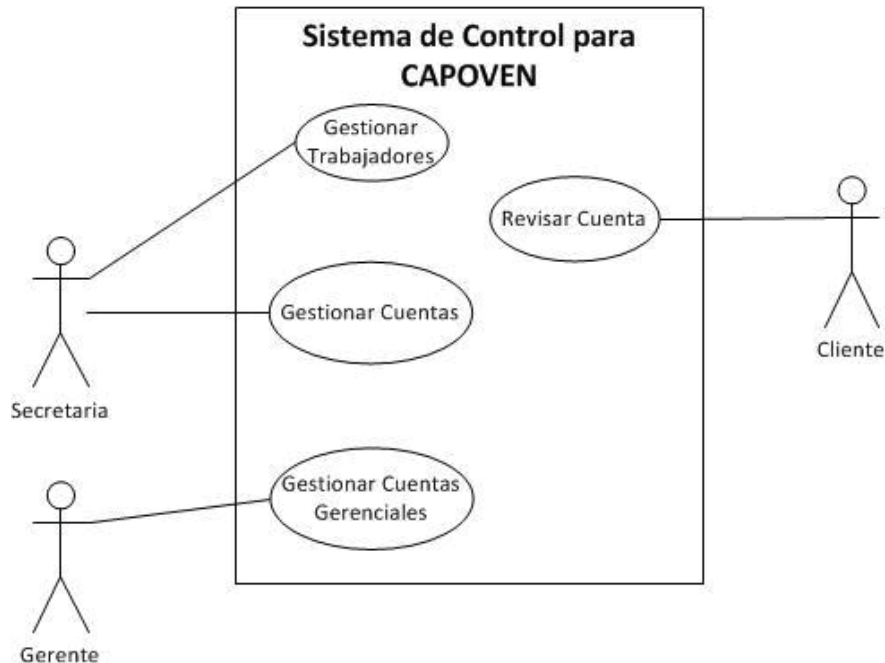 Sistema de Control para
CAPOVEN
Gestionar
Trabajadores
Revisar Cuenta
Gestionar Cuentas
Cliente
Secretaria
Gestionar Cuentas
Gerenciales
Gerente